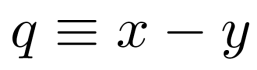 q ≡ x − y